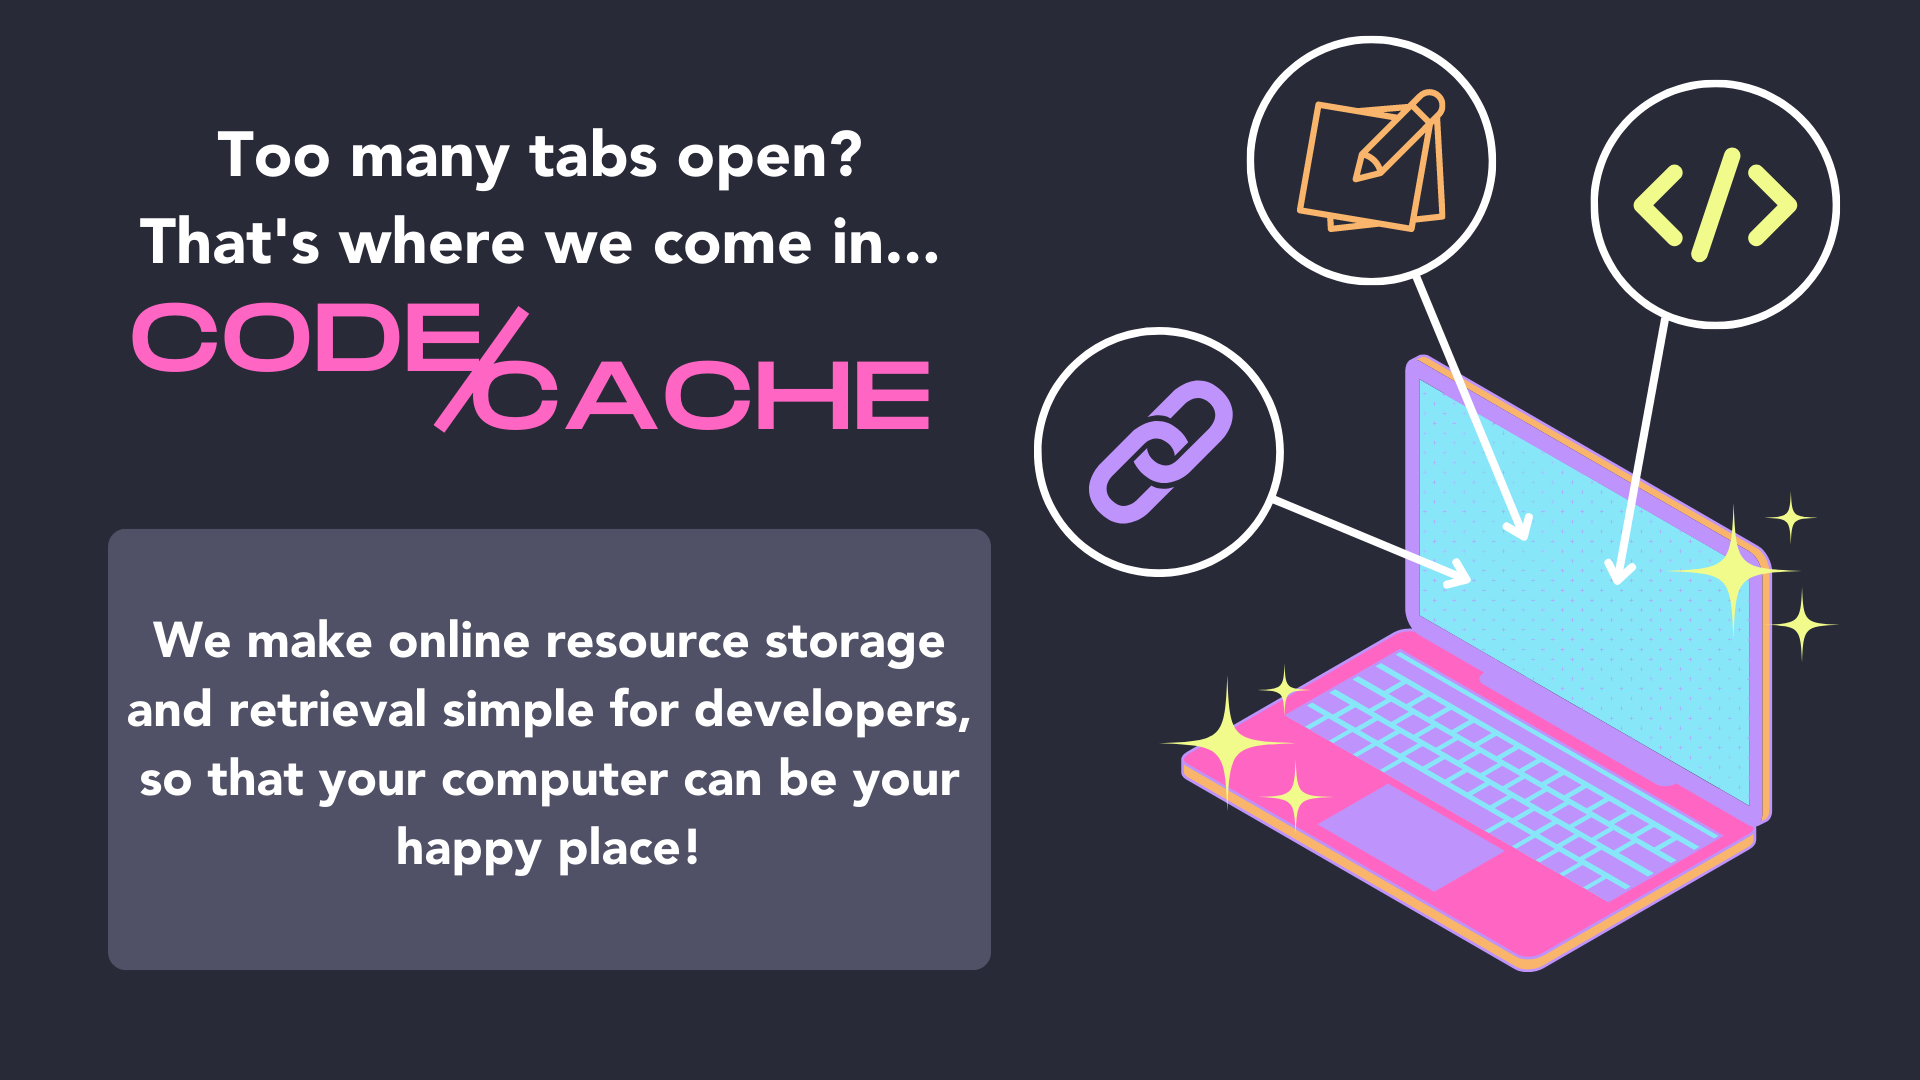 Too many tabs open?
That's where we come in...
CODE/
CACHE
We make online resource storage
and retrieval simple for developers,
so that your computer can be your
happy place!